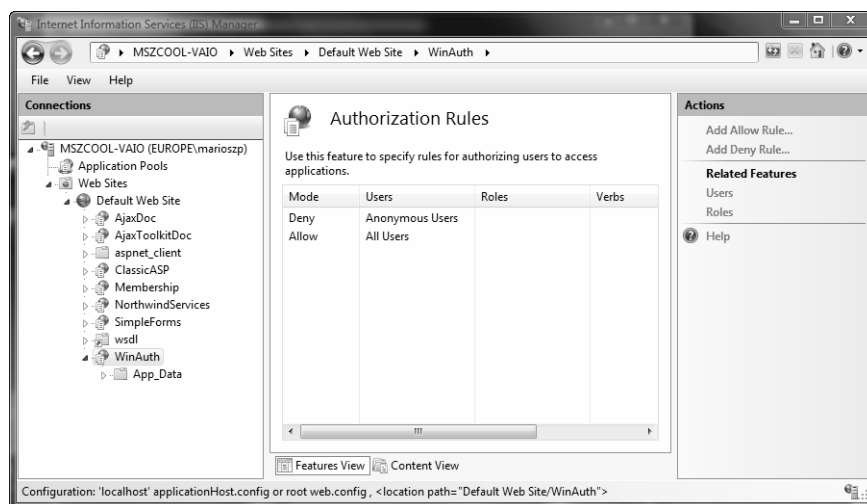 Internet Information Services (IIS) Manager
MSZCOOL-VAIO Web Sites Default Web Site WinAuth
File View Help
Connections
MSZCOOL-VAIO (EUROPE\marioszp)
Application Pools
Web Sites
Default Web Site
AjaxDoc
AjaxToolkitDoc
aspnet_client
ClassicASP
Membership
NorthwindServices
SimpleForms
wsdl
WinAuth
App_Data
Authorization Rules
Use this feature to specify rules for authorizing users to access
applications.
Mode Users Roles Verbs
Deny Anonymous Users
Allow All Users
Features View Content View
Actions
Add Allow Rule...
Add Deny Rule...
Related Features
Users
Roles
Help
Configuration: 'localhost' applicationHost.config or root web.config , <location path="Default Web Site/WinAuth">